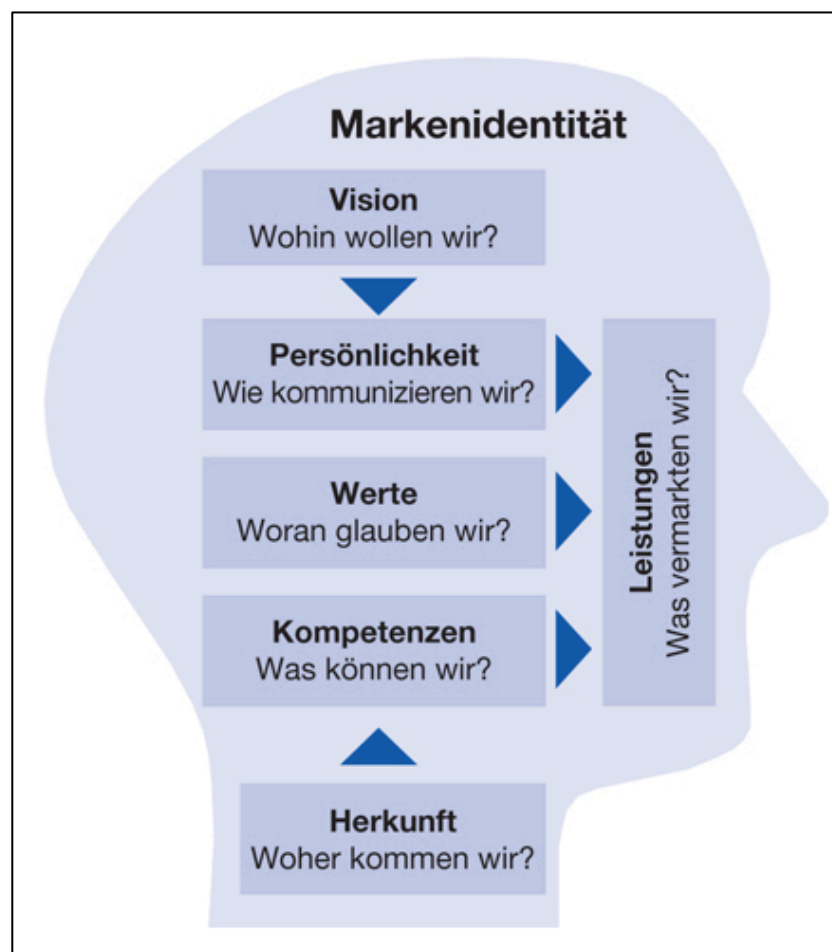 Markenidentität
Vision
Wohin wollen wir?
Persönlichkeit
Wie kommunizieren wir?
Werte
Woran glauben wir?
Kompetenzen
Was können wir?
Herkunft
Woher kommen wir?
Leistungen
Was vermarkten wir?